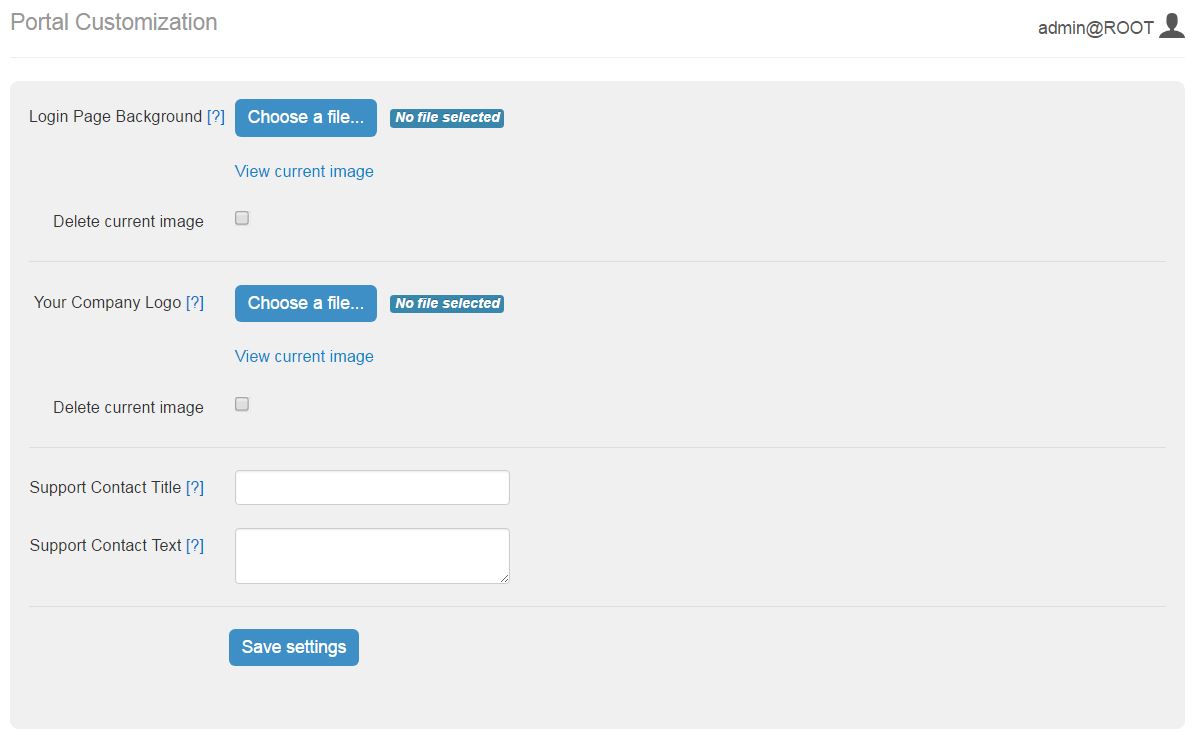 Portal Customization
admin@ROOT
Login Page Background [?] Choose a file... No file selected
View current image
Delete current image
Your Company Logo [?] Choose a file... No file selected
View current image
Delete current image
Support Contact Title [?]
Support Contact Text [?]
Save settings